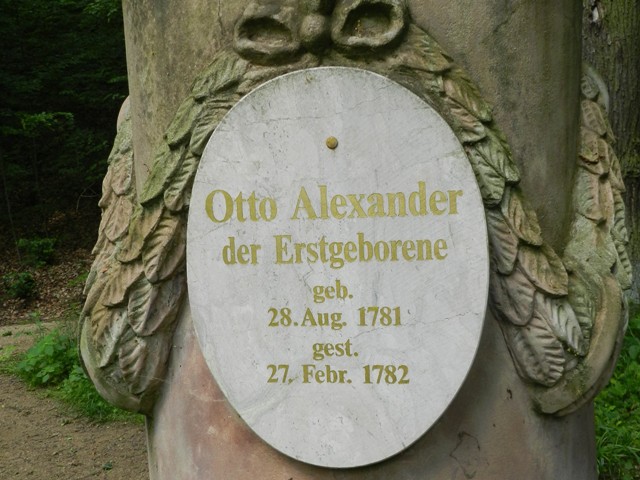 Otto Alexander
der Erstgeborene
geb.
28. Aug. 1781
gest.
27. Febr. 1782